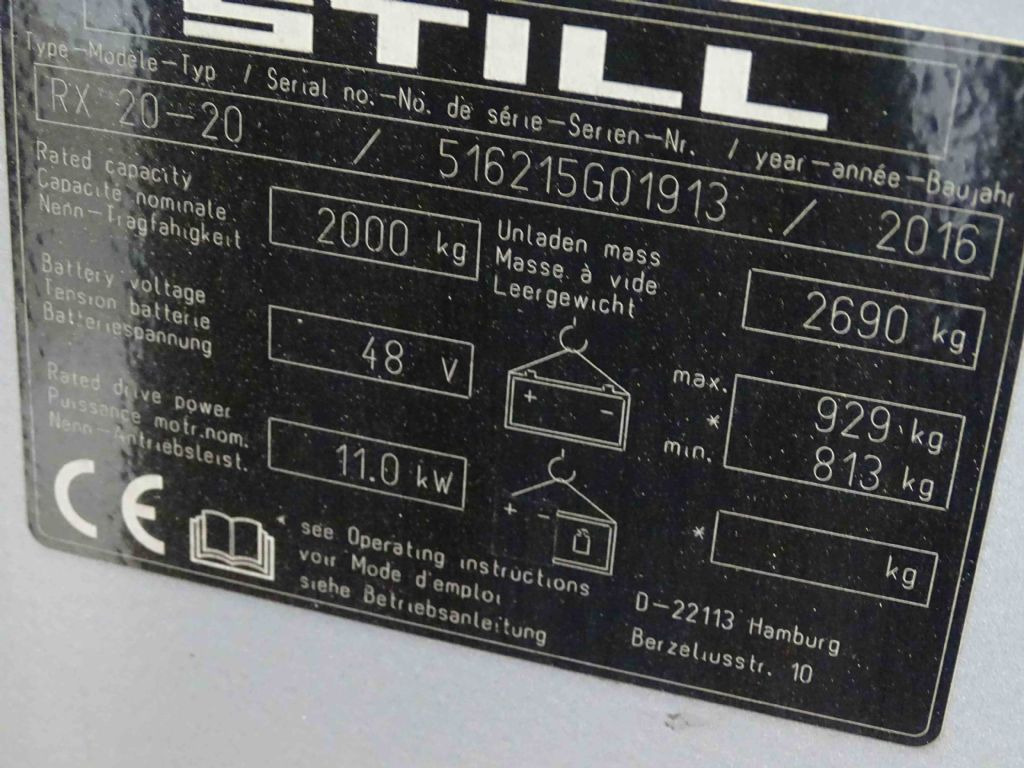 STILL
Type-Modèle-Typ / Serial no.-No. de série-Serien-Nr. / year-année-Baujahr
RX 20-20 / 516215G01913 / 2016
Rated capacity
Capacité nominale
Nenn-Tragfähigkeit
2000 kg
Unladen mass
Masse à vide
Leergewicht
2690 kg
Battery voltage
Tension batterie
Batteriespannung
48 V
+ -
max. 929 kg
*
min. 813 kg
Rated drive power
Puissance motr.nom.
Nenn-Antriebsleist.
11.0 kW
+ -
* kg
CE
* see Operating instructions
voir Mode d'emploi
siehe Betriebsanleitung
D-22113 Hamburg
Berzeliusstr. 10